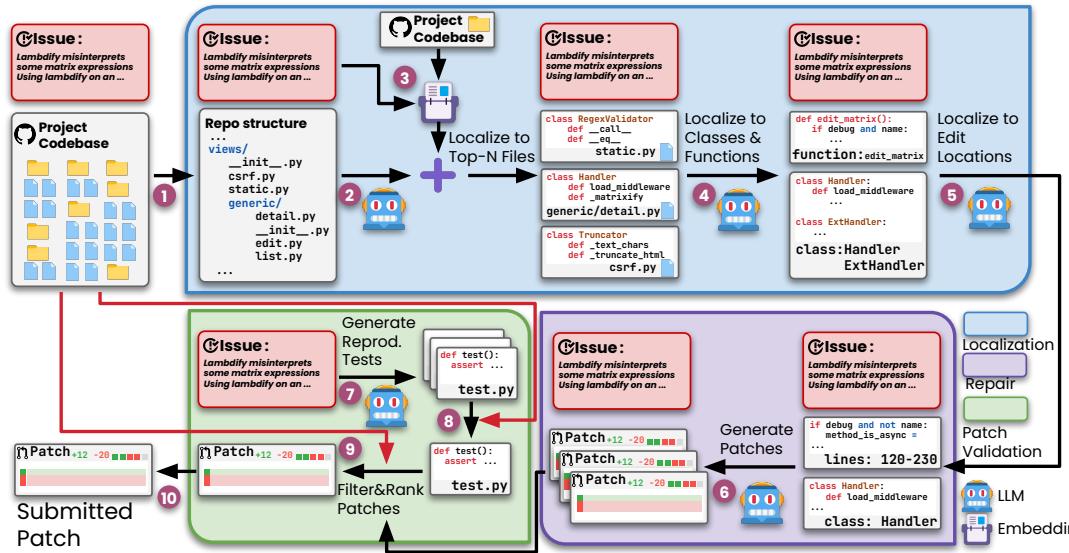 Issue:
Lambdify misinterprets
some matrix expressions
Using lambdify on an ...
Project
Codebase
1
Issue:
Lambdify misinterprets
some matrix expressions
Using lambdify on an ...
Repo structure
...
views/
__init__.py
csrf.py
static.py
generic/
detail.py
__init__.py
edit.py
list.py
...
2
Project
Codebase
3
Localize to
Top-N Files
Issue:
Lambdify misinterprets
some matrix expressions
Using lambdify on an ...
class RegexValidator
def __call__
def __eq__
static.py
class Handler
def load_middleware
def _matrixify
generic/detail.py
class Truncator
def _text_chars
def _truncate_html
csrf.py
Localize to
Classes &
Functions
4
Issue:
Lambdify misinterprets
some matrix expressions
Using lambdify on an ...
def edit_matrix():
if debug and name:
...
function:edit_matrix
class Handler:
def load_middleware
...
class ExtHandler:
...
class:Handler
ExtHandler
Localize to
Edit
Locations
5
Issue:
Lambdify misinterprets
some matrix expressions
Using lambdify on an ...
Generate
Reprod.
Tests
7
def test():
assert ...
test.py
8
def test():
assert ...
test.py
9
Filter&Rank
Patches
Patch +12 -20
10
Patch +12 -20
Submitted
Patch
Issue:
Lambdify misinterprets
some matrix expressions
Using lambdify on an ...
Patch +12 -20
Patch +12 -20
Patch +12 -20
Generate
Patches
6
Issue:
Lambdify misinterprets
some matrix expressions
Using lambdify on an ...
if debug and not name:
method_is_async =
...
lines: 120-230
class Handler:
def load_middleware
...
class: Handler
Localization
Repair
Patch
Validation
LLM
Embeddin